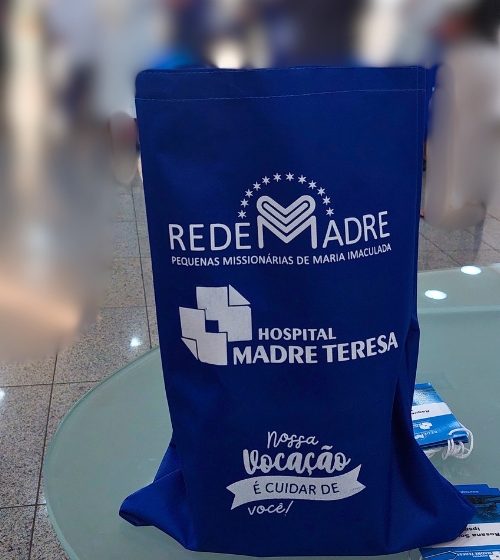 REDE MADRE
PEQUENAS MISSIONÁRIAS DE MARIA IMACULADA
HOSPITAL
MADRE TERESA
Nossa
Vocação
É CUIDAR DE
você!